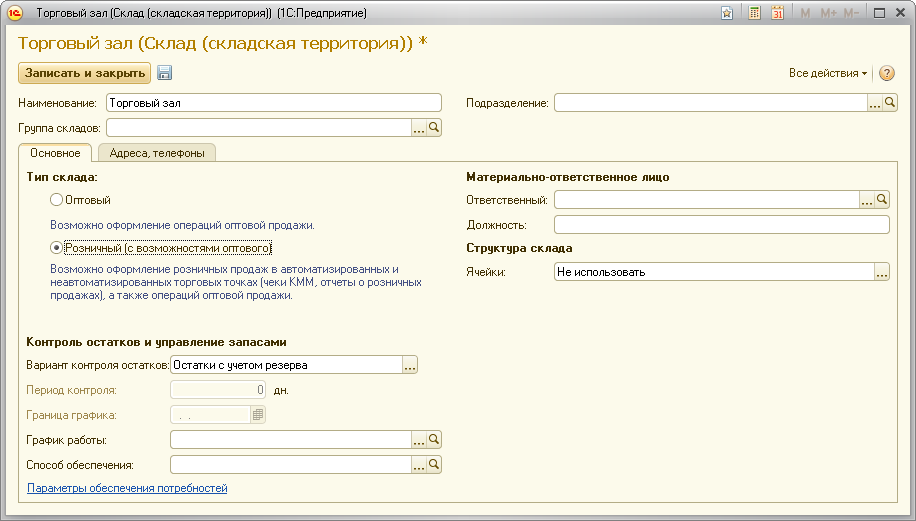 Торговый зал (Склад (складская территория)) (1С:Предприятие)
M M+ M-
Торговый зал (Склад (складская территория)) *
Записать и закрыть
Все действия
Наименование: Торговый зал
Подразделение:
Группа складов:
Основное
Адреса, телефоны
Тип склада:
Оптовый
Возможно оформление операций оптовой продажи.
Розничный (с возможностями оптового)
Возможно оформление розничных продаж в автоматизированных и
неавтоматизированных торговых точках (чеки ККМ, отчеты о розничных
продажах), а также операций оптовой продажи.
Материально-ответственное лицо
Ответственный:
Должность:
Структура склада
Ячейки: Не использовать
Контроль остатков и управление запасами
Вариант контроля остатков: Остатки с учетом резерва
Период контроля: 0 дн.
Граница графика: . .
График работы:
Способ обеспечения:
Параметры обеспечения потребностей